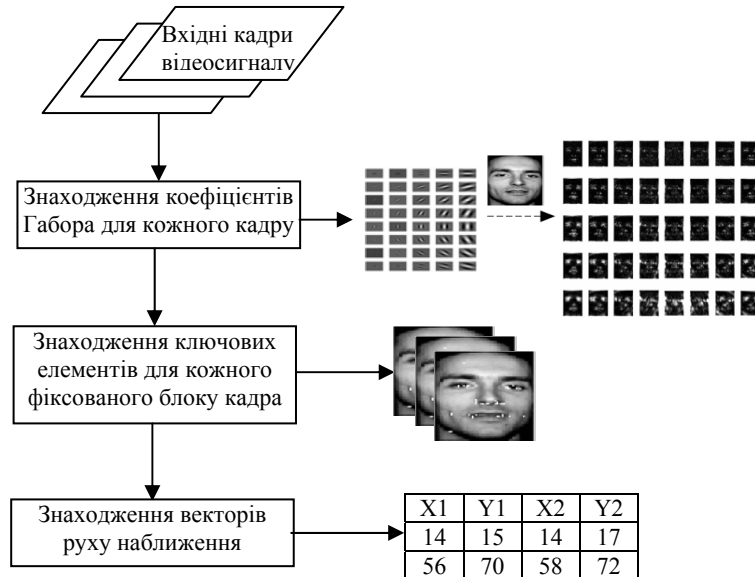 Вхідні кадри
відеосигналу
Знаходження коефіцієнтів
Габора для кожного кадру
Знаходження ключових
елементів для кожного
фіксованого блоку кадра
Знаходження векторів
руху наближення
X1 Y1 X2 Y2
14 15 14 17
56 70 58 72